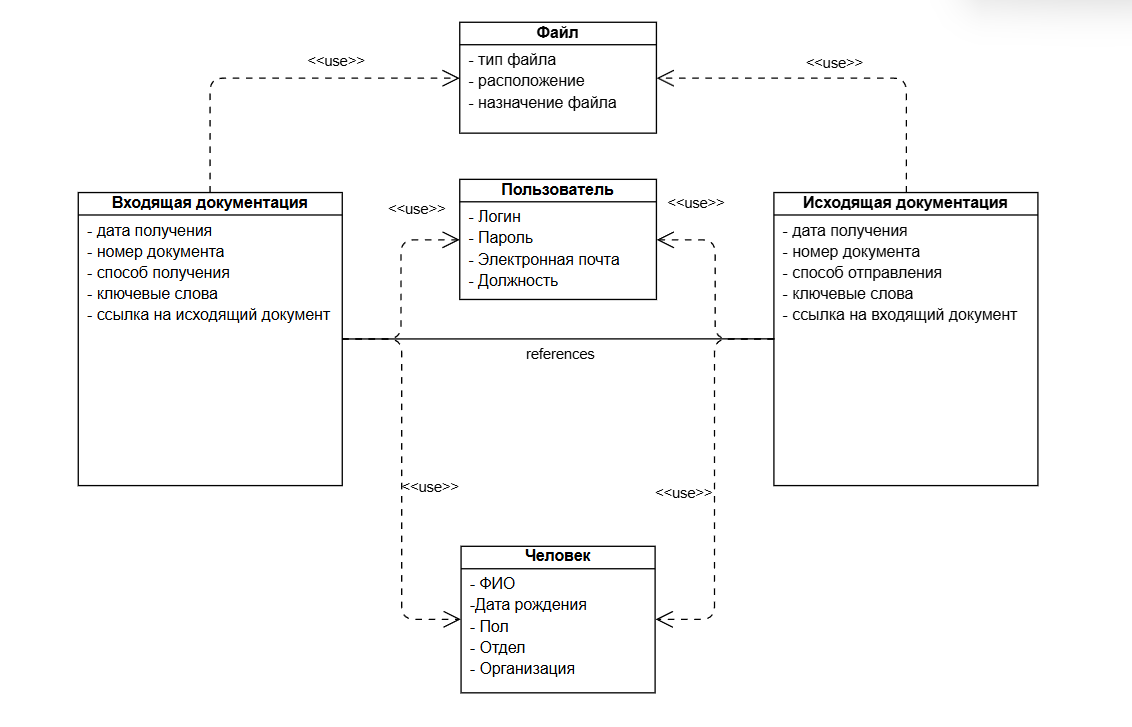 Файл
- тип файла
- расположение
- назначение файла
<<use>>
<<use>>
Входящая документация
- дата получения
- номер документа
- способ получения
- ключевые слова
- ссылка на исходящий документ
<<use>>
Пользователь
- Логин
- Пароль
- Электронная почта
- Должность
<<use>>
Исходящая документация
- дата получения
- номер документа
- способ отправления
- ключевые слова
- ссылка на входящий документ
references
<<use>>
<<use>>
Человек
- ФИО
-Дата рождения
- Пол
- Отдел
- Организация